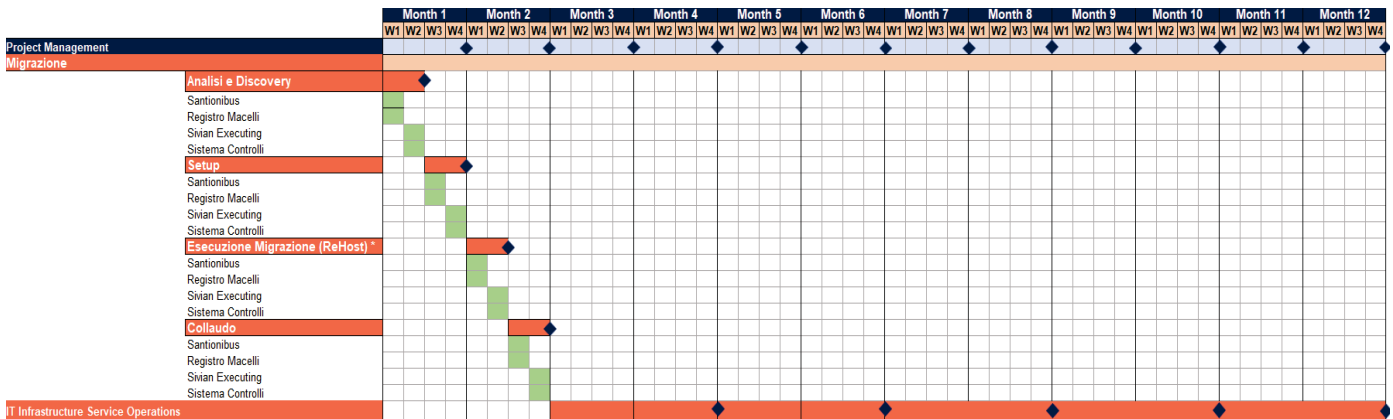 Month 1 Month 2 Month 3 Month 4 Month 5 Month 6 Month 7 Month 8 Month 9 Month 10 Month 11 Month 12
W1 W2 W3 W4 W1 W2 W3 W4 W1 W2 W3 W4 W1 W2 W3 W4 W1 W2 W3 W4 W1 W2 W3 W4 W1 W2 W3 W4 W1 W2 W3 W4 W1 W2 W3 W4 W1 W2 W3 W4 W1 W2 W3 W4 W1 W2 W3 W4
Project Management
Migrazione
Analisi e Discovery
Santionibus
Registro Macelli
Sivian Executing
Sistema Controlli
Setup
Santionibus
Registro Macelli
Sivian Executing
Sistema Controlli
Esecuzione Migrazione (ReHost) *
Santionibus
Registro Macelli
Sivian Executing
Sistema Controlli
Collaudo
Santionibus
Registro Macelli
Sivian Executing
Sistema Controlli
IT Infrastructure Service Operations